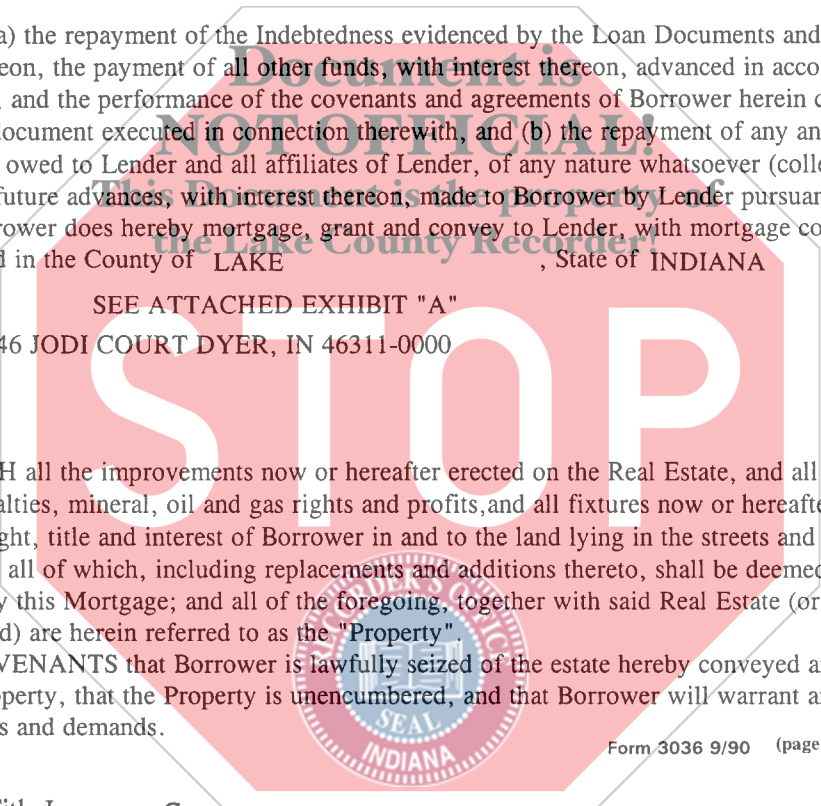 a) the repayment of the Indebtedness evidenced by the Loan Documents and
eon, the payment of all other funds, with interest thereon, advanced in acco
, and the performance of the covenants and agreements of Borrower herein c
document executed in connection therewith, and (b) the repayment of any an
owed to Lender and all affiliates of Lender, of any nature whatsoever (colle
future advances, with interest thereon, made to Borrower by Lender pursuan
rower does hereby mortgage, grant and convey to Lender, with mortgage co
d in the County of LAKE , State of INDIANA
Document is
NOT OFFICIAL!
This Document is the property of
the Lake County Recorder!
SEE ATTACHED EXHIBIT "A"
46 JODI COURT DYER, IN 46311-0000
STOP
H all the improvements now or hereafter erected on the Real Estate, and all
alties, mineral, oil and gas rights and profits,and all fixtures now or hereafte
ght, title and interest of Borrower in and to the land lying in the streets and
all of which, including replacements and additions thereto, shall be deemed
y this Mortgage; and all of the foregoing, together with said Real Estate (or
d) are herein referred to as the "Property".
VENANTS that Borrower is lawfully seized of the estate hereby conveyed a
operty, that the Property is unencumbered, and that Borrower will warrant a
s and demands.
RECORDER'S OFFICE
SEAL
INDIANA
Form 3036 9/90 (page